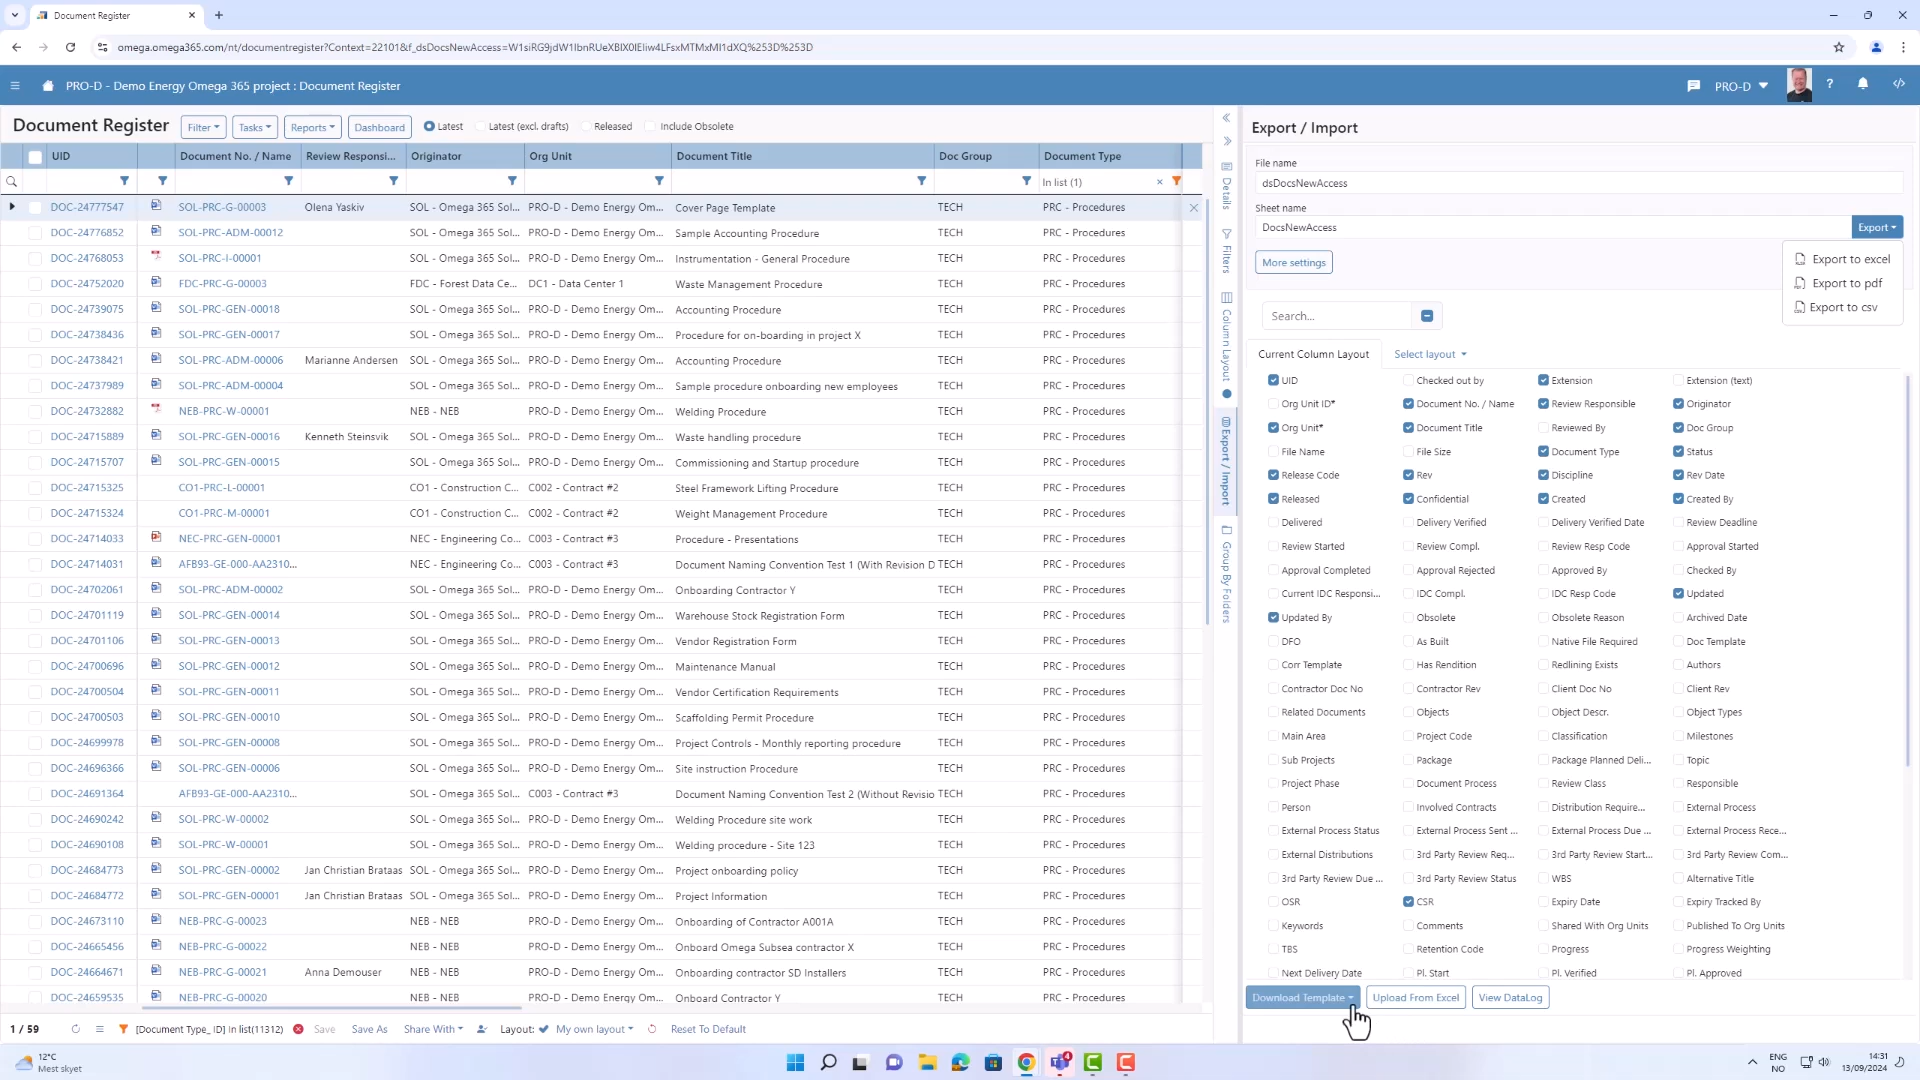 Document Register
omega.omega365.com/nt/documentregister?Context=22101&f_dsDocsNewAccess=W1siRG9jdW1lbnRUeXBlX0lEIiw4LFsxMTMxMl1dXQ%253D%253D
PRO-D - Demo Energy Omega 365 project : Document Register
PRO-D
Document Register Filter Tasks Reports Dashboard Latest Latest (excl. drafts) Released Include Obsolete
UID Document No. / Name Review Responsi... Originator Org Unit Document Title Doc Group Document Type
In list (1)
DOC-24777547 SOL-PRC-G-00003 Olena Yaskiv SOL - Omega 365 Sol... PRO-D - Demo Energy Om... Cover Page Template TECH PRC - Procedures
DOC-24776852 SOL-PRC-ADM-00012 SOL - Omega 365 Sol... PRO-D - Demo Energy Om... Sample Accounting Procedure TECH PRC - Procedures
DOC-24768053 SOL-PRC-I-00001 SOL - Omega 365 Sol... PRO-D - Demo Energy Om... Instrumentation - General Procedure TECH PRC - Procedures
DOC-24752020 FDC-PRC-G-00003 FDC - Forest Data Ce... DC1 - Data Center 1 Waste Management Procedure TECH PRC - Procedures
DOC-24739075 SOL-PRC-GEN-00018 SOL - Omega 365 Sol... PRO-D - Demo Energy Om... Accounting Procedure TECH PRC - Procedures
DOC-24738436 SOL-PRC-GEN-00017 SOL - Omega 365 Sol... PRO-D - Demo Energy Om... Procedure for on-boarding in project X TECH PRC - Procedures
DOC-24738421 SOL-PRC-ADM-00006 Marianne Andersen SOL - Omega 365 Sol... PRO-D - Demo Energy Om... Accounting Procedure TECH PRC - Procedures
DOC-24737989 SOL-PRC-ADM-00004 SOL - Omega 365 Sol... PRO-D - Demo Energy Om... Sample procedure onboarding new employees TECH PRC - Procedures
DOC-24732882 NEB-PRC-W-00001 NEB - NEB PRO-D - Demo Energy Om... Welding Procedure TECH PRC - Procedures
DOC-24715889 SOL-PRC-GEN-00016 Kenneth Steinsvik SOL - Omega 365 Sol... PRO-D - Demo Energy Om... Waste handling procedure TECH PRC - Procedures
DOC-24715707 SOL-PRC-GEN-00015 SOL - Omega 365 Sol... PRO-D - Demo Energy Om... Commissioning and Startup procedure TECH PRC - Procedures
DOC-24715325 CO1-PRC-L-00001 CO1 - Construction C... C002 - Contract #2 Steel Framework Lifting Procedure TECH PRC - Procedures
DOC-24715324 CO1-PRC-M-00001 CO1 - Construction C... C002 - Contract #2 Weight Management Procedure TECH PRC - Procedures
DOC-24714033 NEC-PRC-GEN-00001 NEC - Engineering Co... C003 - Contract #3 Procedure - Presentations TECH PRC - Procedures
DOC-24714031 AFB93-GE-000-AA2310... NEC - Engineering Co... C003 - Contract #3 Document Naming Convention Test 1 (With Revision D TECH PRC - Procedures
DOC-24702061 SOL-PRC-ADM-00002 SOL - Omega 365 Sol... PRO-D - Demo Energy Om... Onboarding Contractor Y TECH PRC - Procedures
DOC-24701119 SOL-PRC-GEN-00014 SOL - Omega 365 Sol... PRO-D - Demo Energy Om... Warehouse Stock Registration Form TECH PRC - Procedures
DOC-24701106 SOL-PRC-GEN-00013 SOL - Omega 365 Sol... PRO-D - Demo Energy Om... Vendor Registration Form TECH PRC - Procedures
DOC-24700696 SOL-PRC-GEN-00012 SOL - Omega 365 Sol... PRO-D - Demo Energy Om... Maintenance Manual TECH PRC - Procedures
DOC-24700504 SOL-PRC-GEN-00011 SOL - Omega 365 Sol... PRO-D - Demo Energy Om... Vendor Certification Requirements TECH PRC - Procedures
DOC-24700503 SOL-PRC-GEN-00010 SOL - Omega 365 Sol... PRO-D - Demo Energy Om... Scaffolding Permit Procedure TECH PRC - Procedures
DOC-24699978 SOL-PRC-GEN-00008 SOL - Omega 365 Sol... PRO-D - Demo Energy Om... Project Controls - Monthly reporting procedure TECH PRC - Procedures
DOC-24696366 SOL-PRC-GEN-00006 SOL - Omega 365 Sol... PRO-D - Demo Energy Om... Site instruction Procedure TECH PRC - Procedures
DOC-24691364 AFB93-GE-000-AA2310... SOL - Omega 365 Sol... C003 - Contract #3 Document Naming Convention Test 2 (Without Revisio TECH PRC - Procedures
DOC-24690242 SOL-PRC-W-00002 SOL - Omega 365 Sol... PRO-D - Demo Energy Om... Welding Procedure site work TECH PRC - Procedures
DOC-24690108 SOL-PRC-W-00001 SOL - Omega 365 Sol... PRO-D - Demo Energy Om... Welding procedure - Site 123 TECH PRC - Procedures
DOC-24684773 SOL-PRC-GEN-00002 Jan Christian Brataas SOL - Omega 365 Sol... PRO-D - Demo Energy Om... Project onboarding policy TECH PRC - Procedures
DOC-24684772 SOL-PRC-GEN-00001 Jan Christian Brataas SOL - Omega 365 Sol... PRO-D - Demo Energy Om... Project Information TECH PRC - Procedures
DOC-24673110 NEB-PRC-G-00023 NEB - NEB PRO-D - Demo Energy Om... Onboarding of Contractor A001A TECH PRC - Procedures
DOC-24665456 NEB-PRC-G-00022 NEB - NEB PRO-D - Demo Energy Om... Onboard Omega Subsea contractor X TECH PRC - Procedures
DOC-24664671 NEB-PRC-G-00021 Anna Demouser NEB - NEB PRO-D - Demo Energy Om... Onboarding contractor SD Installers TECH PRC - Procedures
DOC-24659535 NEB-PRC-G-00020 NEB - NEB PRO-D - Demo Energy Om... Onboard Contractor Y TECH PRC - Procedures
1 / 59 [Document Type_ ID] In list(11312) Save Save As Share With Layout: My own layout Reset To Default
Details
Filters
Column Layout
Export / Import
Group By Folders
Export / Import
File name
dsDocsNewAccess
Sheet name
DocsNewAccess Export
More settings
Export to excel
Export to pdf
Export to csv
Search...
Current Column Layout Select layout
UID Checked out by Extension Extension (text)
Org Unit ID* Document No. / Name Review Responsible Originator
Org Unit* Document Title Reviewed By Doc Group
File Name File Size Document Type Status
Release Code Rev Discipline Rev Date
Released Confidential Created Created By
Delivered Delivery Verified Delivery Verified Date Review Deadline
Review Started Review Compl. Review Resp Code Approval Started
Approval Completed Approval Rejected Approved By Checked By
Current IDC Responsi... IDC Compl. IDC Resp Code Updated
Updated By Obsolete Obsolete Reason Archived Date
DFO As Built Native File Required Doc Template
Corr Template Has Rendition Redlining Exists Authors
Contractor Doc No Contractor Rev Client Doc No Client Rev
Related Documents Objects Object Descr. Object Types
Main Area Project Code Classification Milestones
Sub Projects Package Package Planned Deli... Topic
Project Phase Document Process Review Class Responsible
Person Involved Contracts Distribution Require... External Process
External Process Status External Process Sent ... External Process Due ... External Process Rece...
External Distributions 3rd Party Review Req... 3rd Party Review Start... 3rd Party Review Com...
3rd Party Review Due ... 3rd Party Review Status WBS Alternative Title
OSR CSR Expiry Date Expiry Tracked By
Keywords Comments Shared With Org Units Published To Org Units
TBS Retention Code Progress Progress Weighting
Next Delivery Date Pl. Start Pl. Verified Pl. Approved
Download Template Upload From Excel View DataLog
12°C
Mest skyet
4
ENG
NO
14:31
13/09/2024